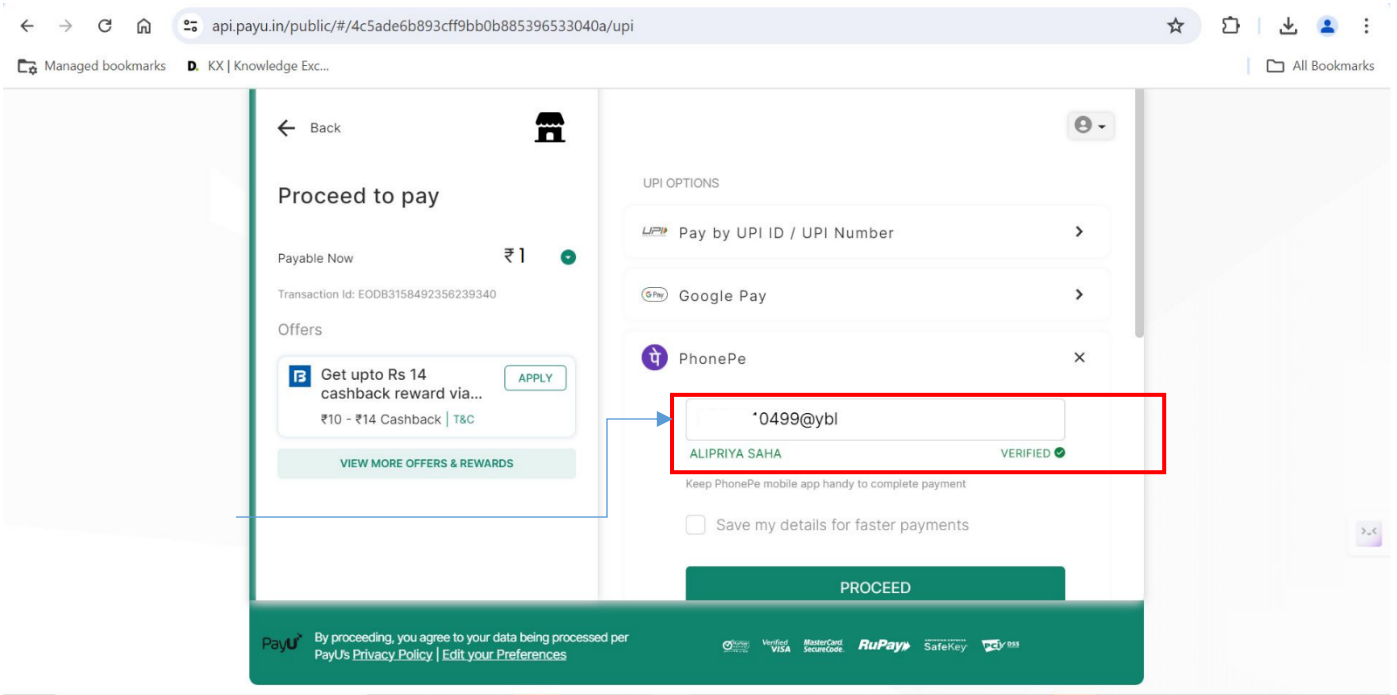 api.payu.in/public/#/4c5ade6b893cff9bb0b885396533040a/upi
Managed bookmarks
D. KX | Knowledge Exc...
All Bookmarks
Back
Proceed to pay
Payable Now ₹1
Transaction Id: EODB3158492356239340
Offers
Get upto Rs 14
cashback reward via...
₹10 - ₹14 Cashback | T&C
APPLY
VIEW MORE OFFERS & REWARDS
UPI OPTIONS
UPI Pay by UPI ID / UPI Number
G Pay Google Pay
पे PhonePe
0499@ybl
ALIPRIYA SAHA
VERIFIED
Keep PhonePe mobile app handy to complete payment
Save my details for faster payments
PROCEED
PayU
By proceeding, you agree to your data being processed per
PayU's Privacy Policy | Edit your Preferences
Verified
VISA
MasterCard.
SecureCode.
RuPay
SafeKey
PCI DSS